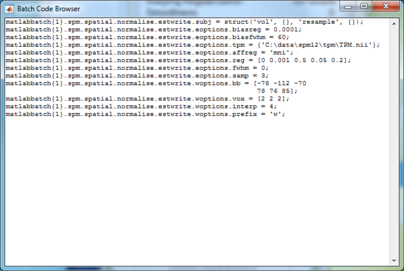 Batch Code Browser
matlabbatch{1}.spm.spatial.normalise.estwrite.subj = struct('vol', {}, 'resample', {});
matlabbatch{1}.spm.spatial.normalise.estwrite.eoptions.biasreg = 0.0001;
matlabbatch{1}.spm.spatial.normalise.estwrite.eoptions.biasfwhm = 60;
matlabbatch{1}.spm.spatial.normalise.estwrite.eoptions.tpm = {'C:\data\spm12\tpm\TPM.nii'};
matlabbatch{1}.spm.spatial.normalise.estwrite.eoptions.affreg = 'mni';
matlabbatch{1}.spm.spatial.normalise.estwrite.eoptions.reg = [0 0.001 0.5 0.05 0.2];
matlabbatch{1}.spm.spatial.normalise.estwrite.eoptions.fwhm = 0;
matlabbatch{1}.spm.spatial.normalise.estwrite.eoptions.samp = 3;
matlabbatch{1}.spm.spatial.normalise.estwrite.woptions.bb = [-78 -112 -70
78 76 85];
matlabbatch{1}.spm.spatial.normalise.estwrite.woptions.vox = [2 2 2];
matlabbatch{1}.spm.spatial.normalise.estwrite.woptions.interp = 4;
matlabbatch{1}.spm.spatial.normalise.estwrite.woptions.prefix = 'w';